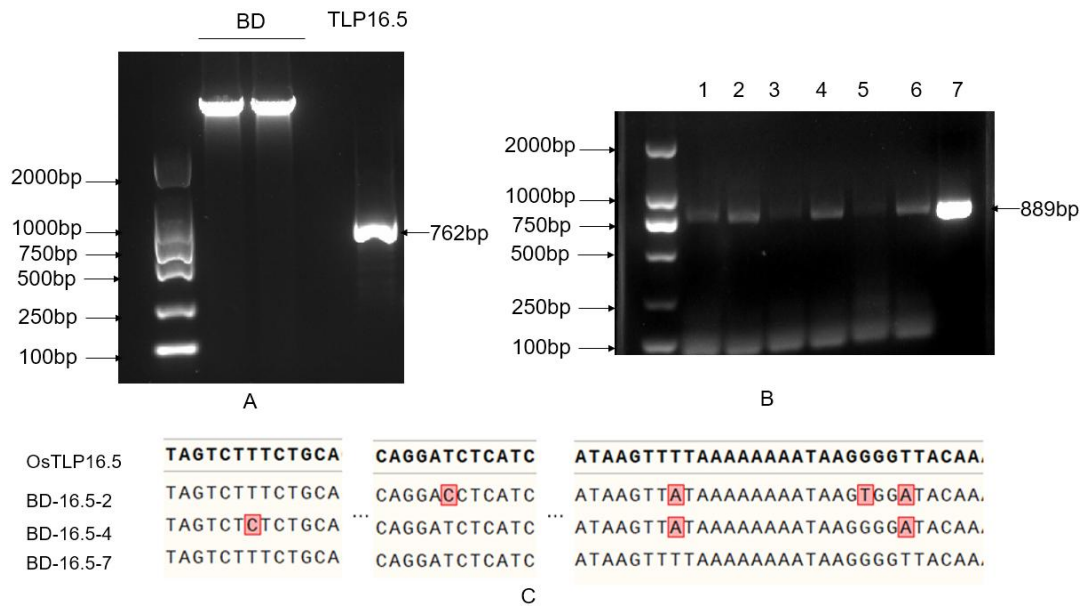 BD TLP16.5
2000bp
1000bp
750bp
500bp
250bp
100bp
762bp
A
1 2 3 4 5 6 7
2000bp
1000bp
750bp
500bp
250bp
100bp
889bp
B
OsTLP16.5 TAGTCTTTCTGCA CAGGATCTCATC ATAAGTTTTAAAAAAAATAAGGGGTTACAA
BD-16.5-2 TAGTCTTTCTGCA ... CAGGACCTCATC ... ATAAGTTATAAAAAAAATAAGTGGATACAA
BD-16.5-4 TAGTCTCTCTGCA CAGGATCTCATC ATAAGTTATAAAAAAAATAAGGGGATACAA
BD-16.5-7 TAGTCTTTCTGCA CAGGATCTCATC ATAAGTTTTAAAAAAAATAAGGGGTTACAA
C